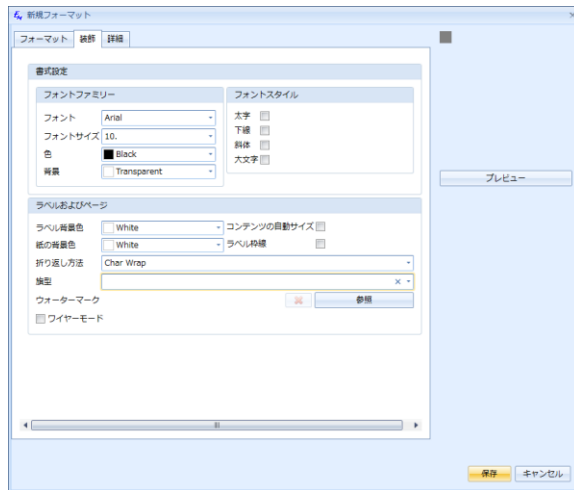 新規フォーマット
フォーマット 装飾 詳細
書式設定
フォントファミリー
フォント Arial
フォントサイズ 10.
色 Black
背景 Transparent
フォントスタイル
太字
下線
斜体
大文字
プレビュー
ラベルおよびページ
ラベル背景色 White コンテンツの自動サイズ
紙の背景色 White ラベル枠線
折り返し方法 Char Wrap
旗型
ウォーターマーク 参照
ワイヤーモード
保存 キャンセル